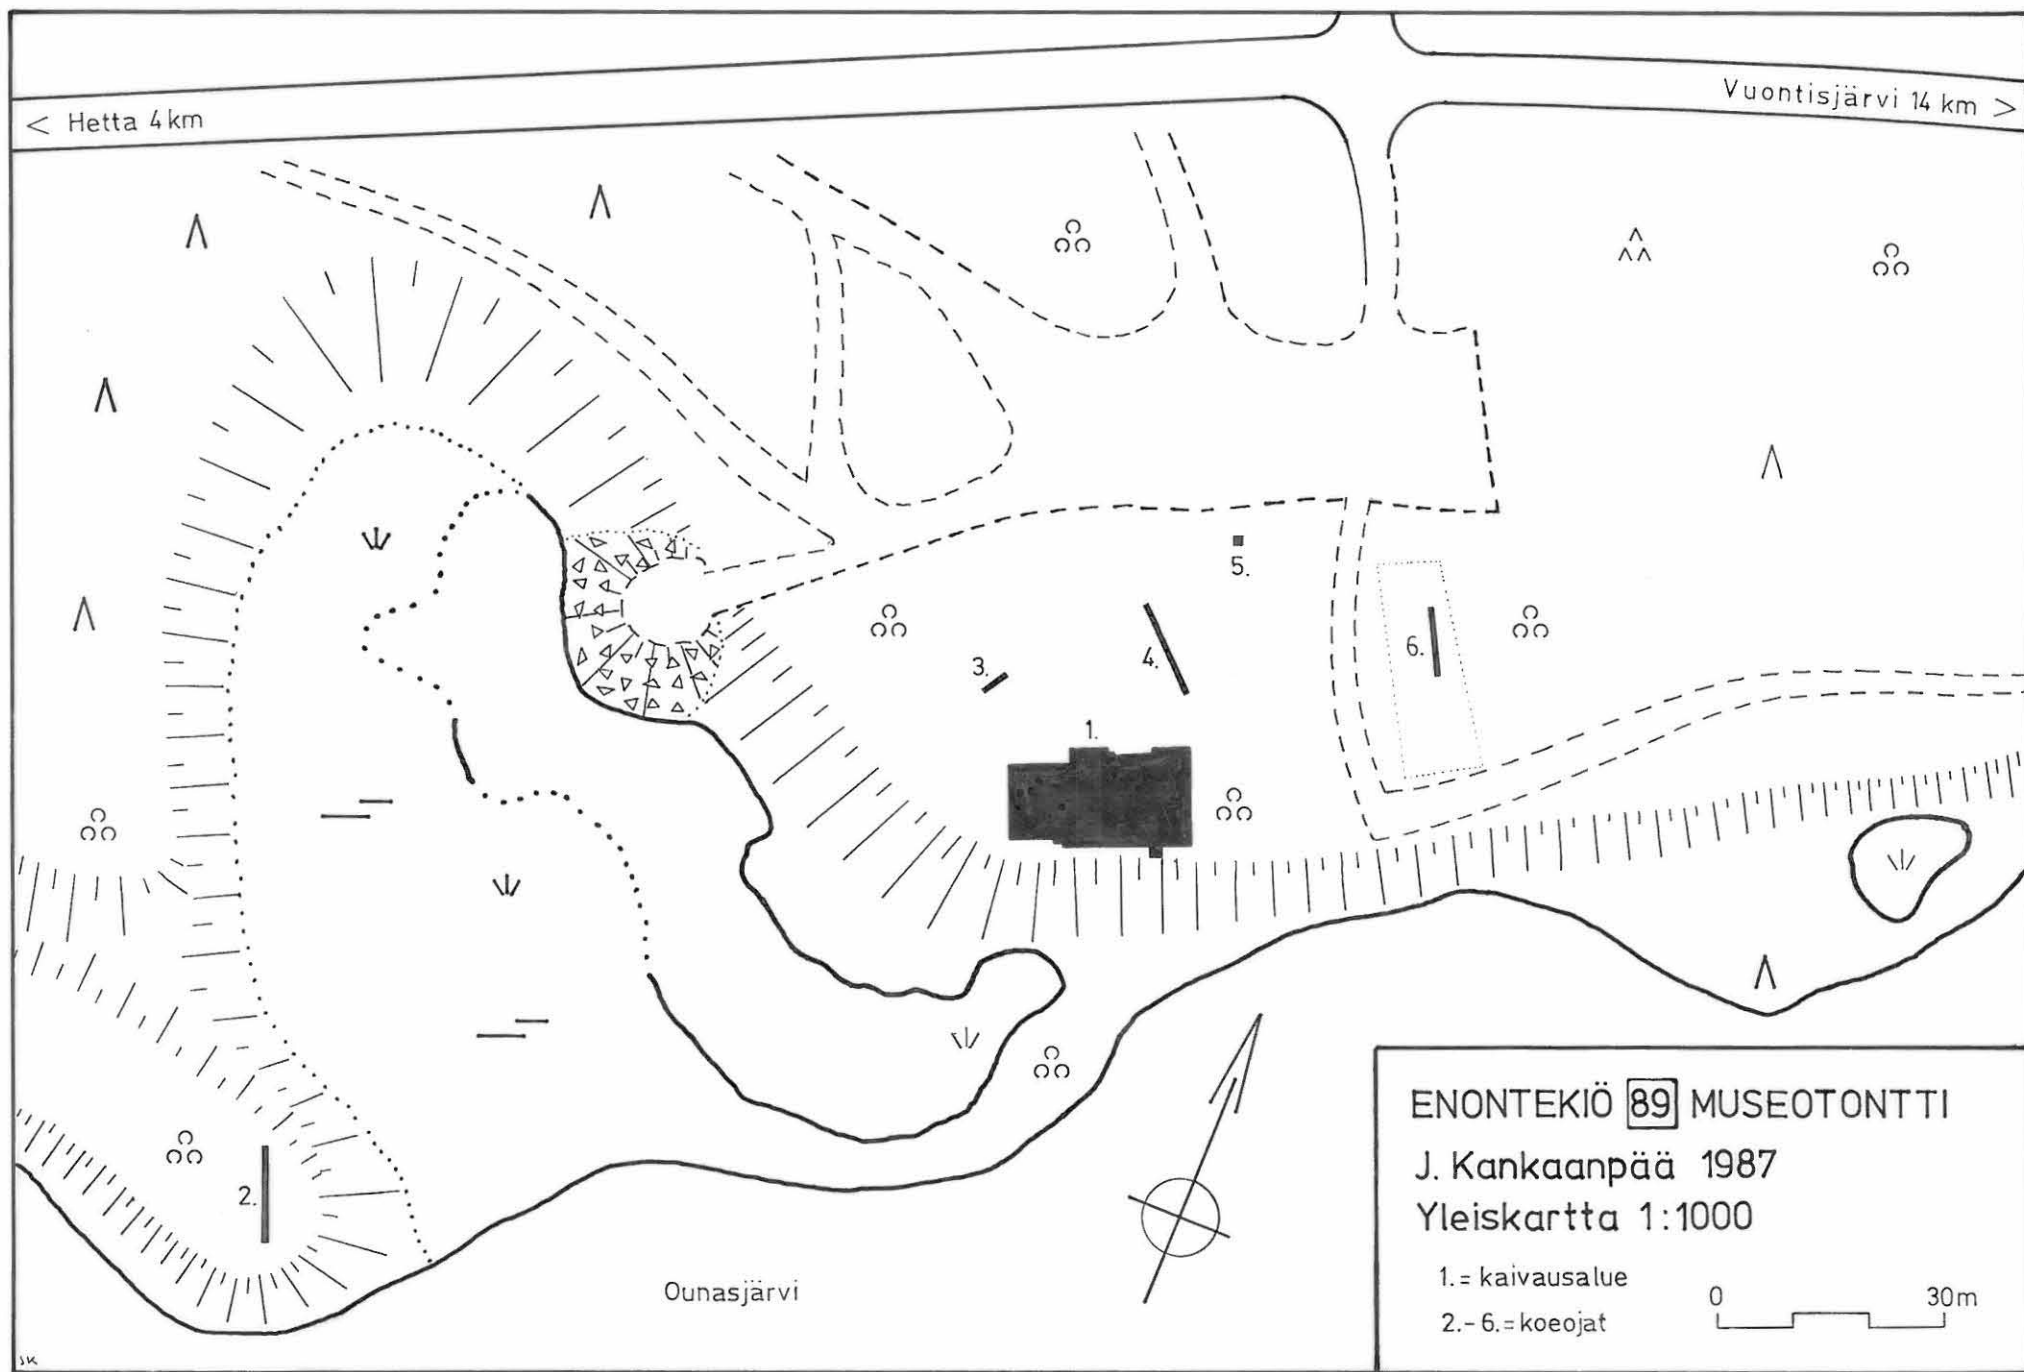 < Hetta 4 km
Vuontisjärvi 14 km >
5.
6.
4.
3.
1.
2.
Ounasjärvi
ENONTEKIÖ 89 MUSEOTONTTI
J. Kankaanpää 1987
Yleiskartta 1:1000
1. = kaivausalue
2.-6. = koeojat
0 30m
SK